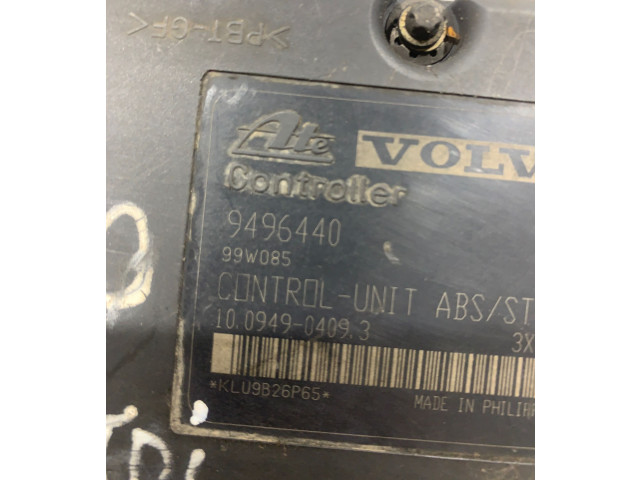 >PBT-GF<
Ate VOLV
Controller
9496440
99W085
CONTROL-UNIT ABS/ST
10.0949-0409.3
3X
*KLU9B26P65*
MADE IN PHILIPP